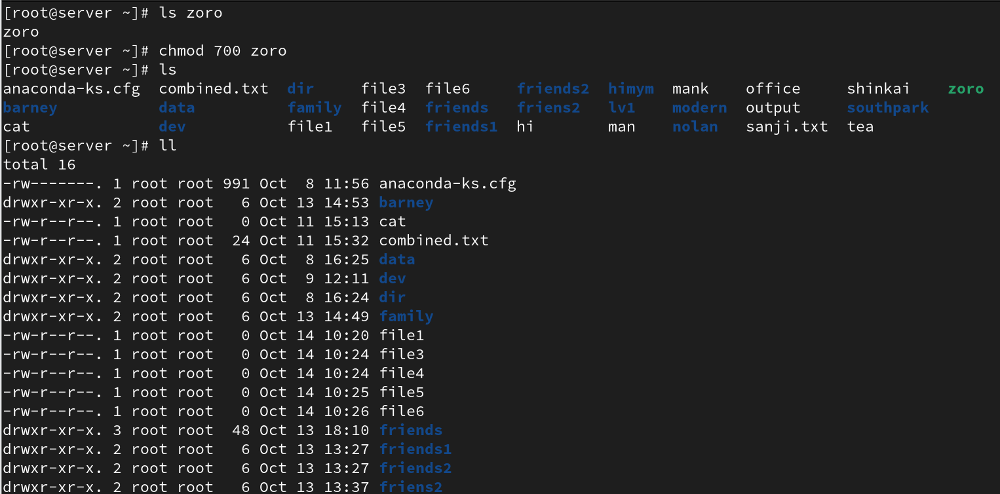 [root@server ~]# ls zoro
zoro
[root@server ~]# chmod 700 zoro
[root@server ~]# ls
anaconda-ks.cfg  combined.txt  dir     file3  file6     friends2  himym  mank    office     shinkai    zoro
barney           data          family  file4  friends   friens2   lv1    modern  output     southpark
cat              dev           file1   file5  friends1  hi        man    nolan   sanji.txt  tea
[root@server ~]# ll
total 16
-rw-------. 1 root root 991 Oct  8 11:56 anaconda-ks.cfg
drwxr-xr-x. 2 root root   6 Oct 13 14:53 barney
-rw-r--r--. 1 root root   0 Oct 11 15:13 cat
-rw-r--r--. 1 root root  24 Oct 11 15:32 combined.txt
drwxr-xr-x. 2 root root   6 Oct  8 16:25 data
drwxr-xr-x. 2 root root   6 Oct  9 12:11 dev
drwxr-xr-x. 2 root root   6 Oct  8 16:24 dir
drwxr-xr-x. 2 root root   6 Oct 13 14:49 family
-rw-r--r--. 1 root root   0 Oct 14 10:20 file1
-rw-r--r--. 1 root root   0 Oct 14 10:24 file3
-rw-r--r--. 1 root root   0 Oct 14 10:24 file4
-rw-r--r--. 1 root root   0 Oct 14 10:25 file5
-rw-r--r--. 1 root root   0 Oct 14 10:26 file6
drwxr-xr-x. 3 root root  48 Oct 13 18:10 friends
drwxr-xr-x. 2 root root   6 Oct 13 13:27 friends1
drwxr-xr-x. 2 root root   6 Oct 13 13:27 friends2
drwxr-xr-x. 2 root root   6 Oct 13 13:37 friens2